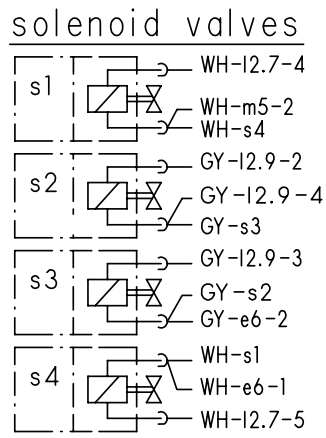 solenoid valves
WH-12.7-4
s1
WH-m5-2
WH-s4
GY-12.9-2
s2
GY-12.9-4
GY-s3
GY-12.9-3
s3
GY-s2
GY-e6-2
WH-s1
s4
WH-e6-1
WH-12.7-5